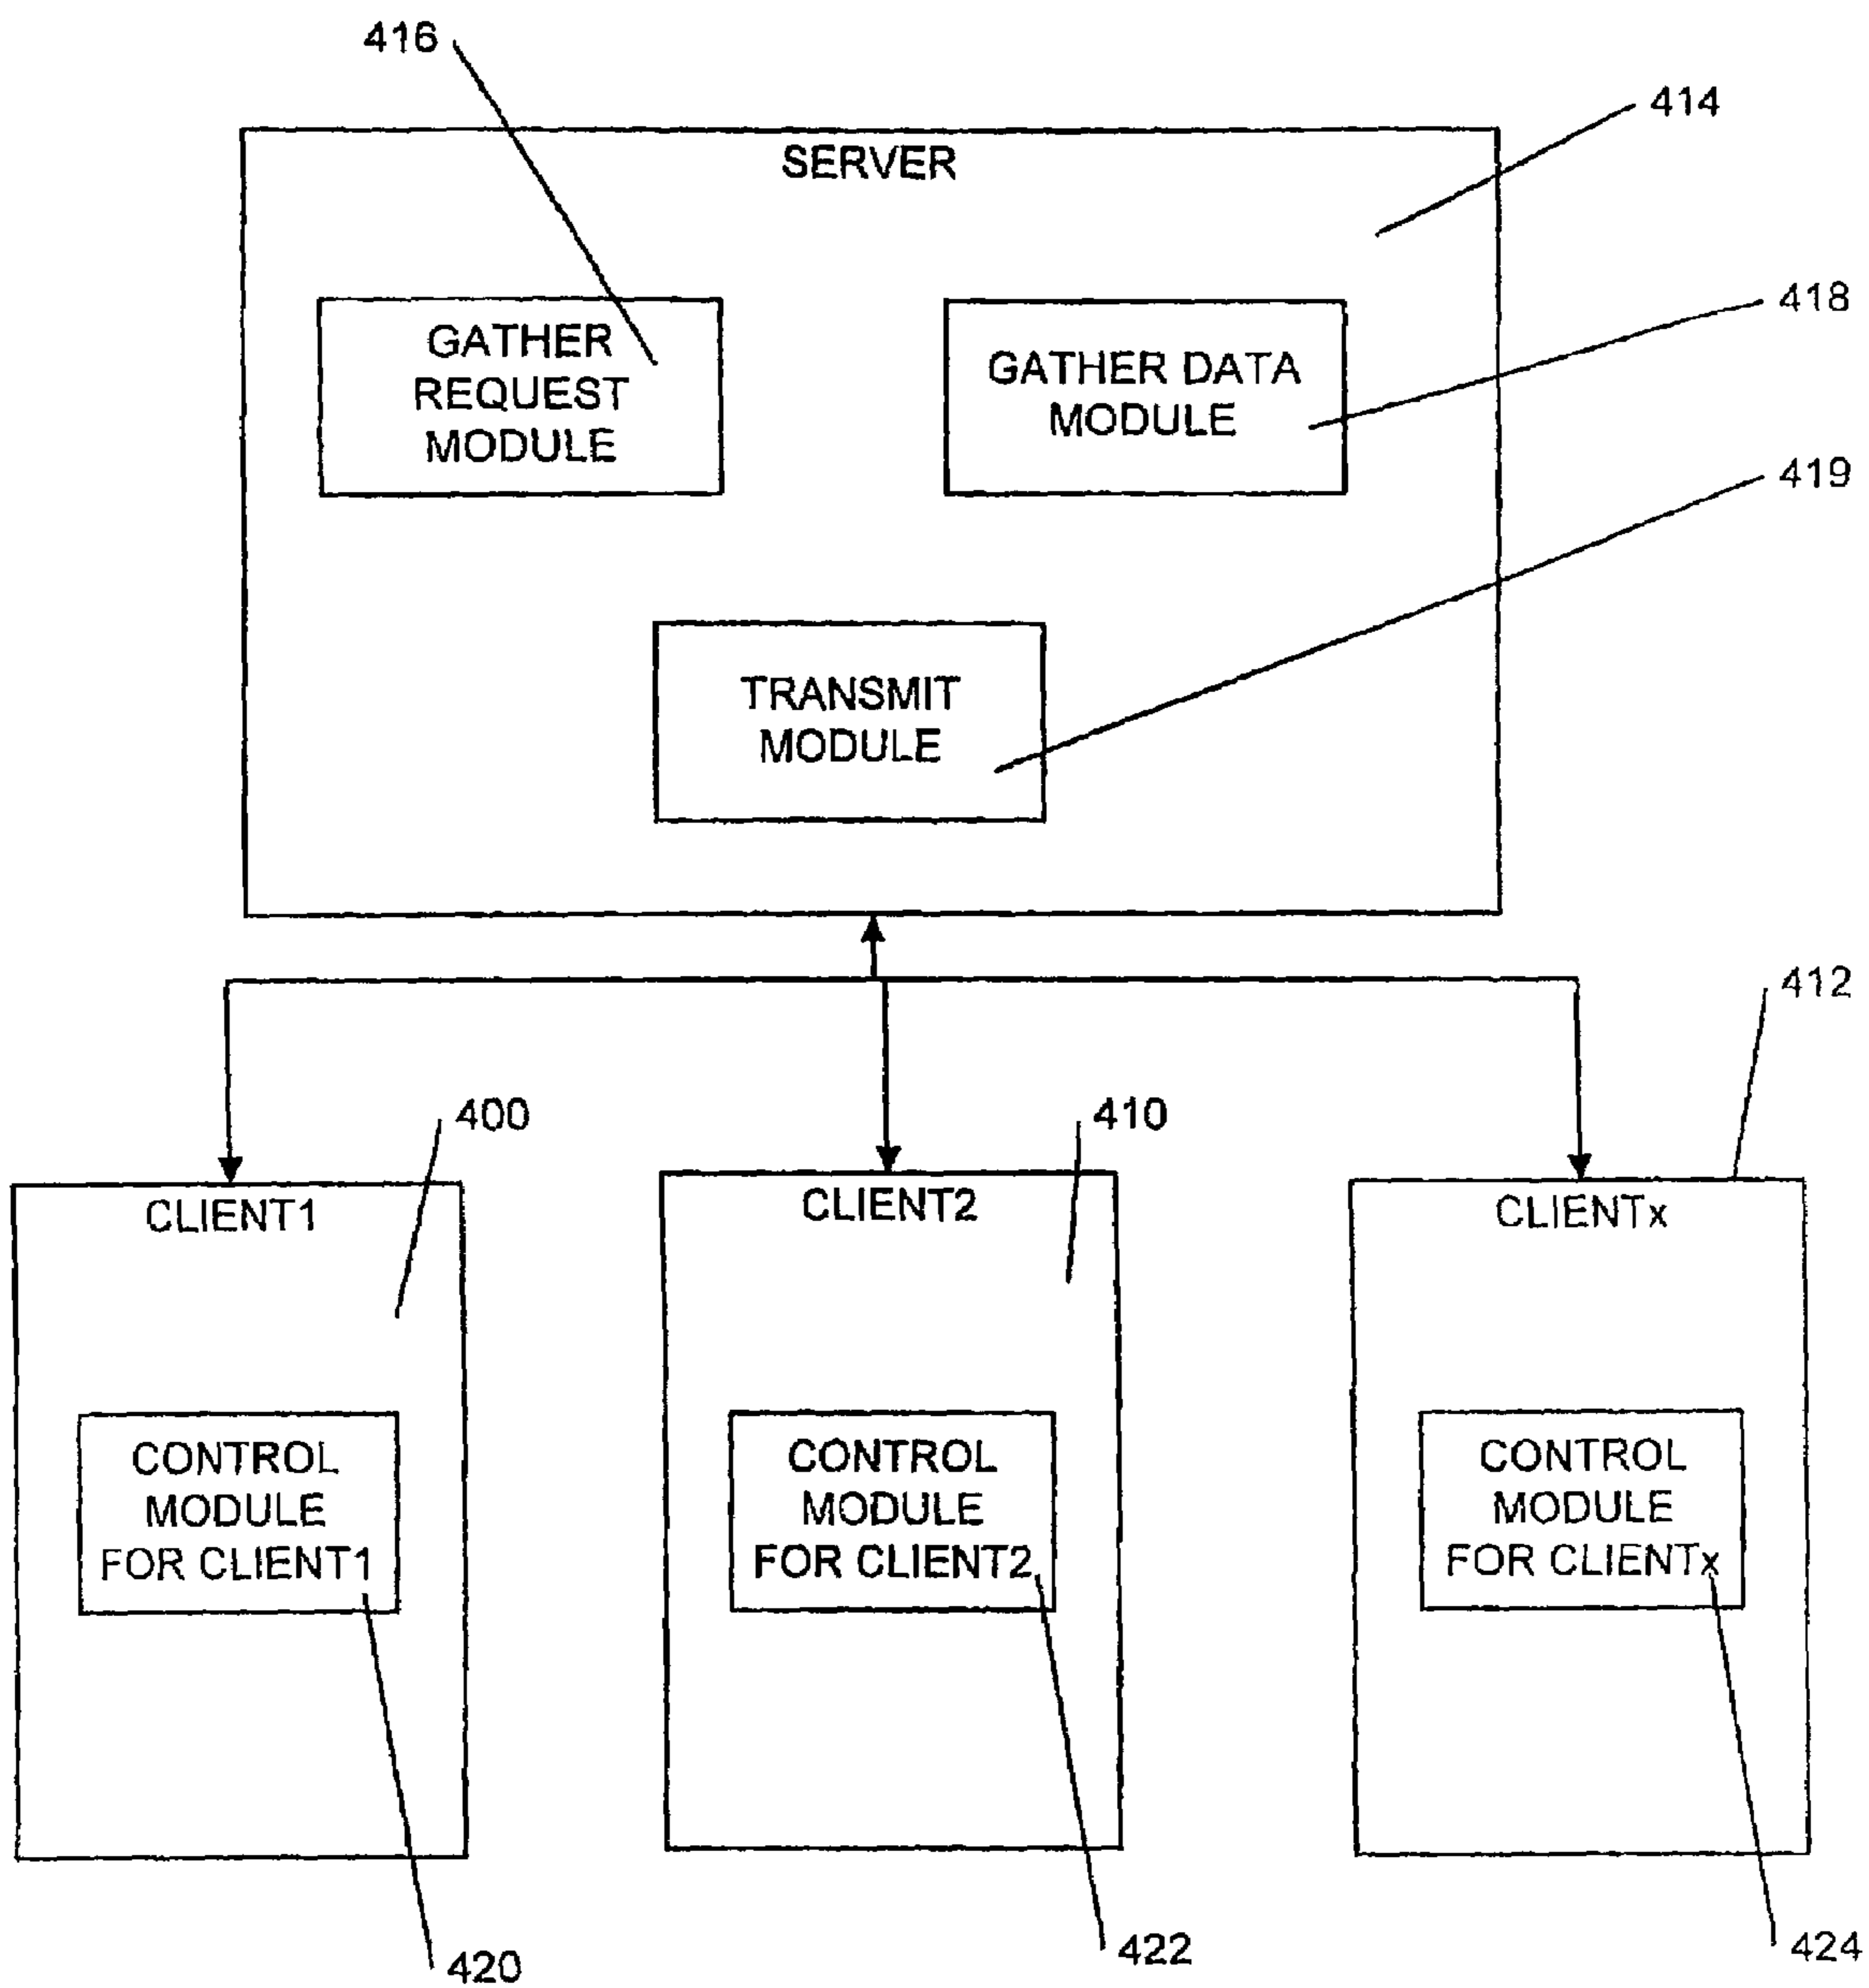 416
414
SERVER
418
GATHER
REQUEST
MODULE
GATHER DATA
MODULE
419
TRANSMIT
MODULE
412
400
410
CLIENT1
CLIENT2
CLIENTx
CONTROL
MODULE
FOR CLIENT1
CONTROL
MODULE
FOR CLIENT2
CONTROL
MODULE
FOR CLIENTx
420
422
424